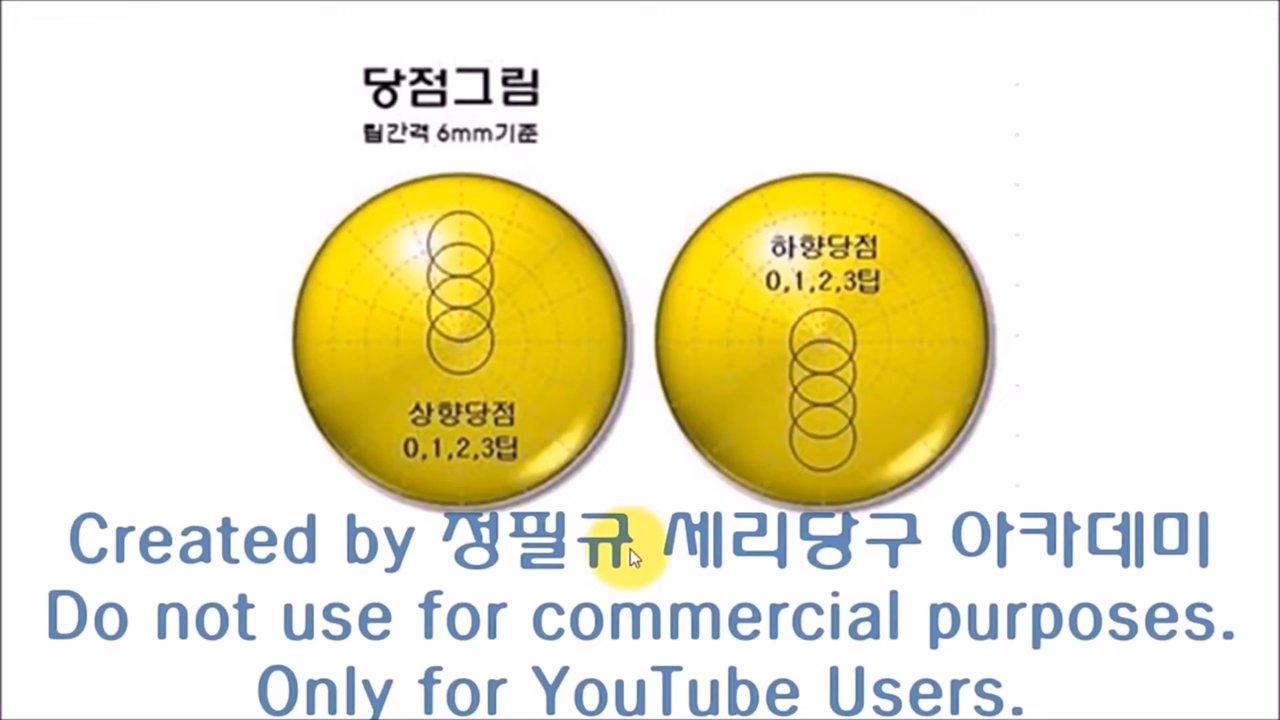 당점그림
팁간격 6mm기준
하향당점
0,1,2,3팁
상향당점
0,1,2,3팁
Created by 정필규 세리당구 아카데미
Do not use for commercial purposes.
Only for YouTube Users.